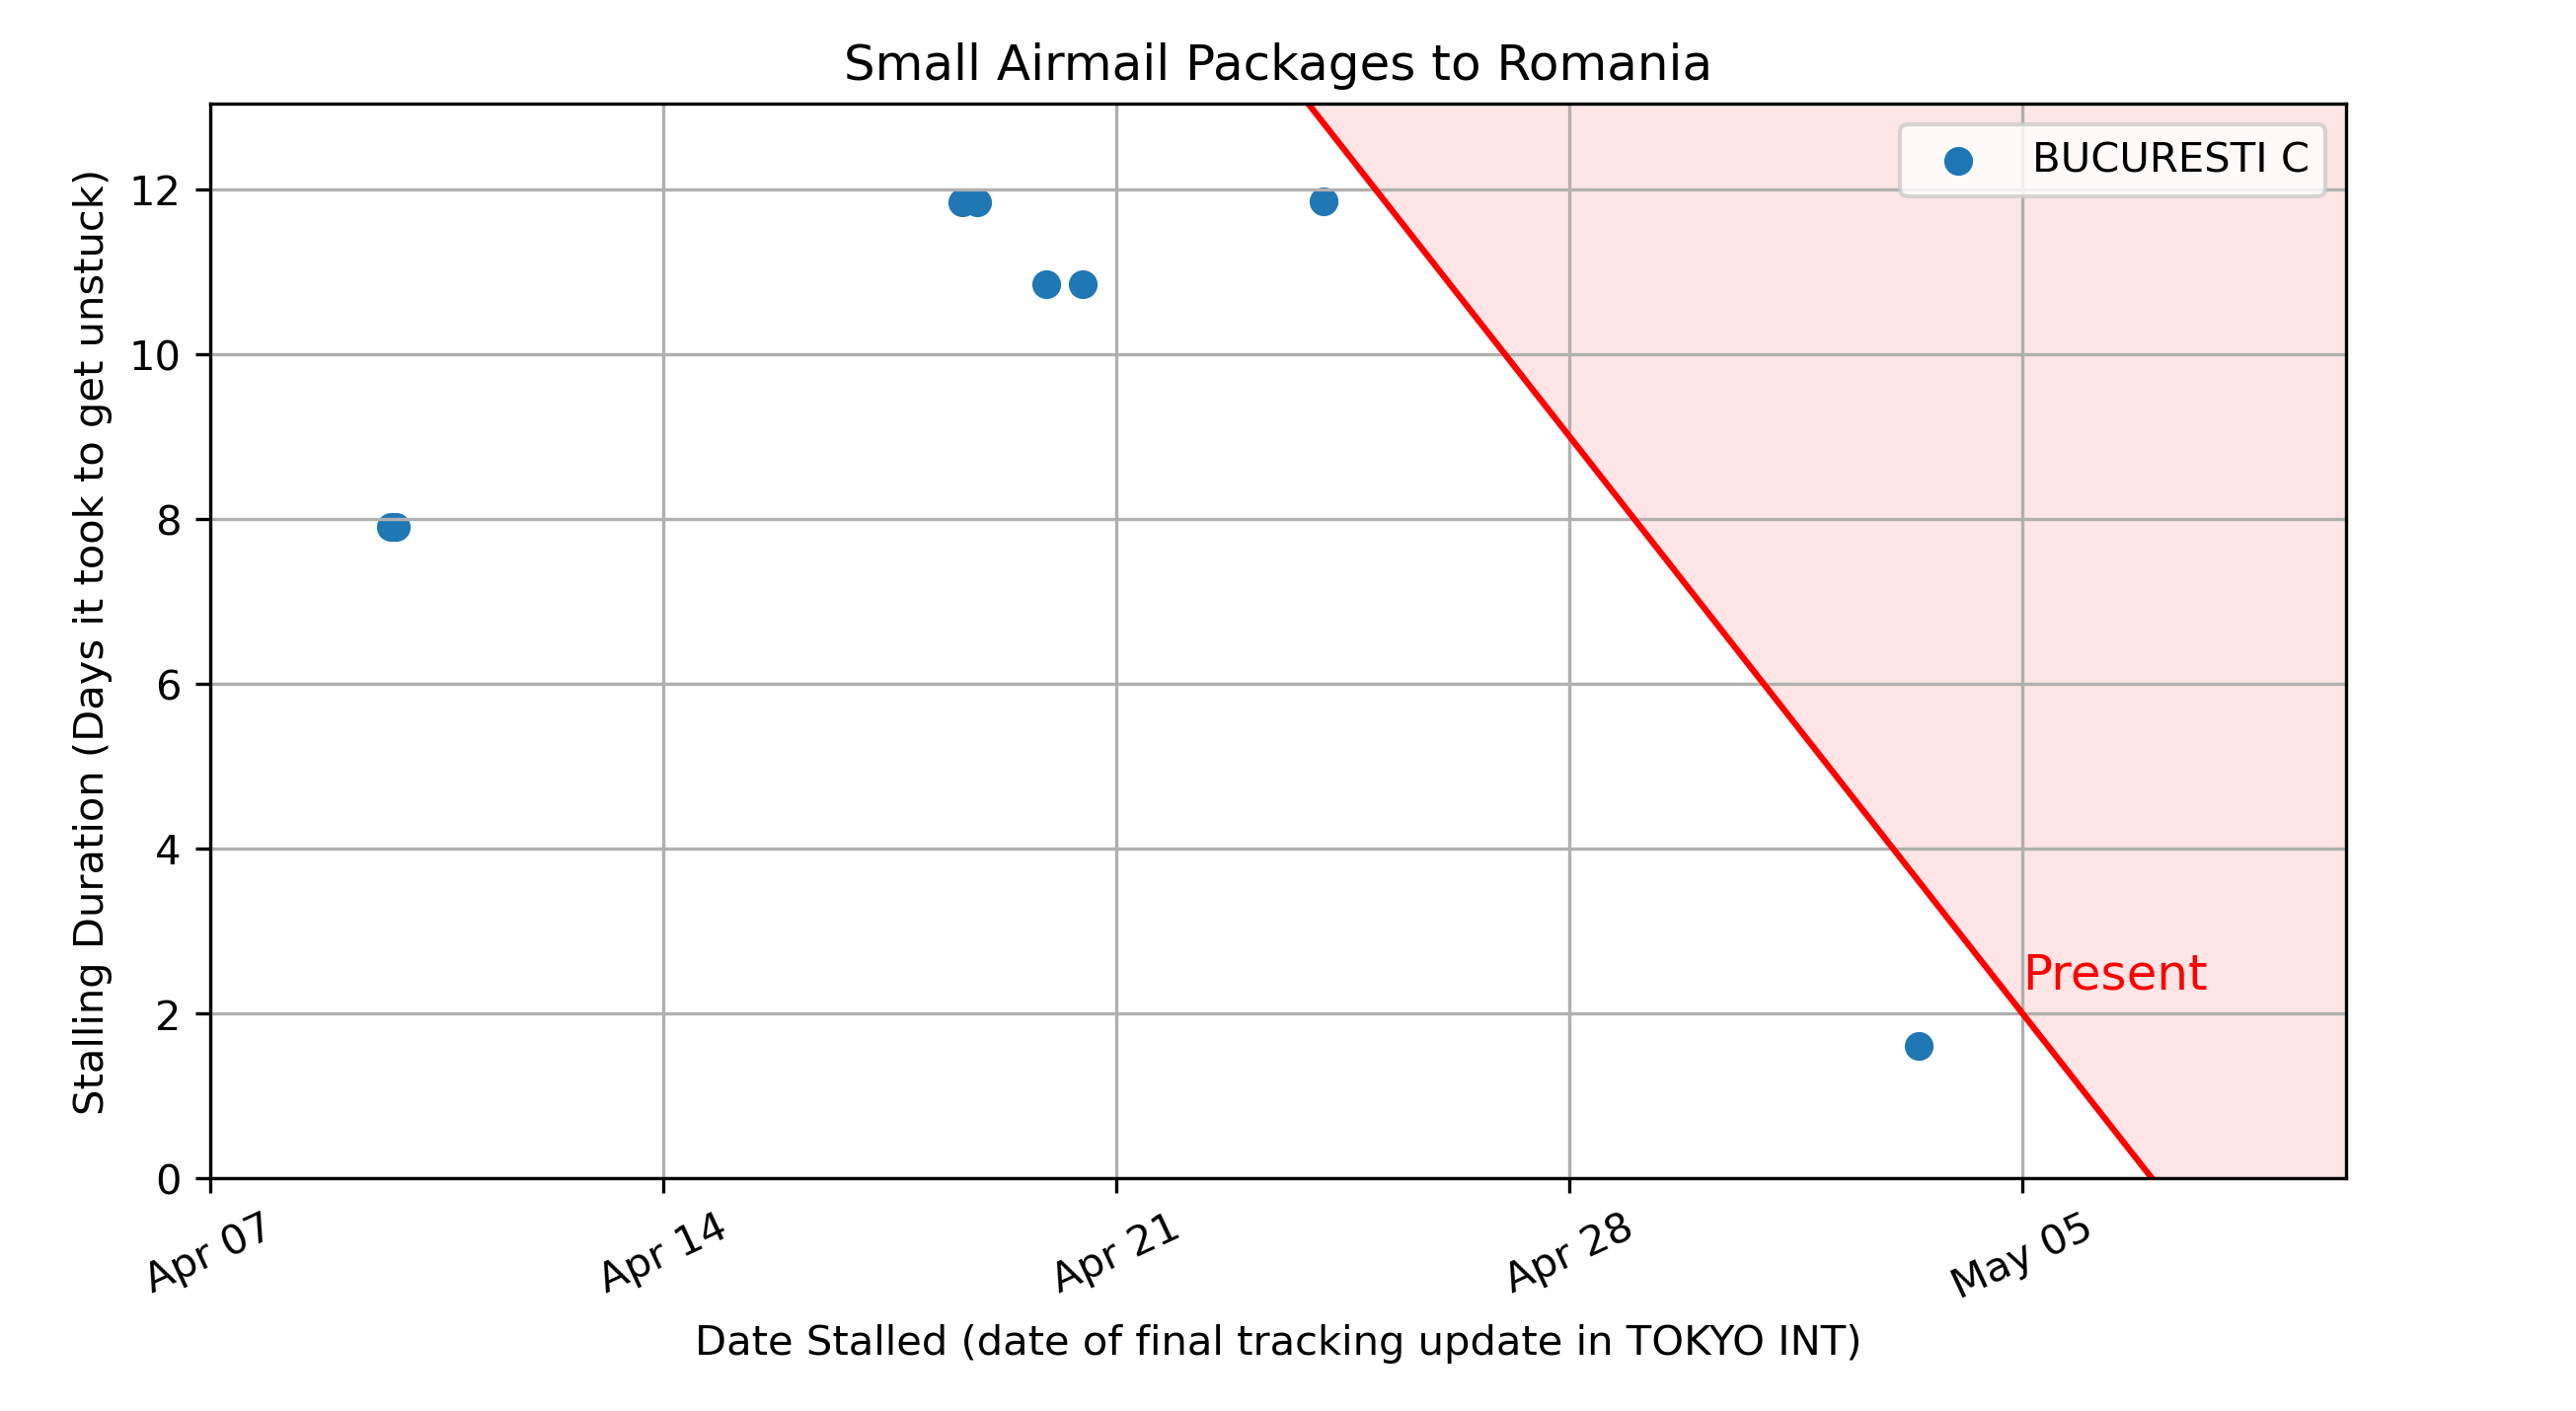 Small Airmail Packages to Romania
BUCURESTI C
Stalling Duration (Days it took to get unstuck)
12
10
8
6
4
2
0
Present
Apr 07
Apr 14
Apr 21
Apr 28
May 05
Date Stalled (date of final tracking update in TOKYO INT)